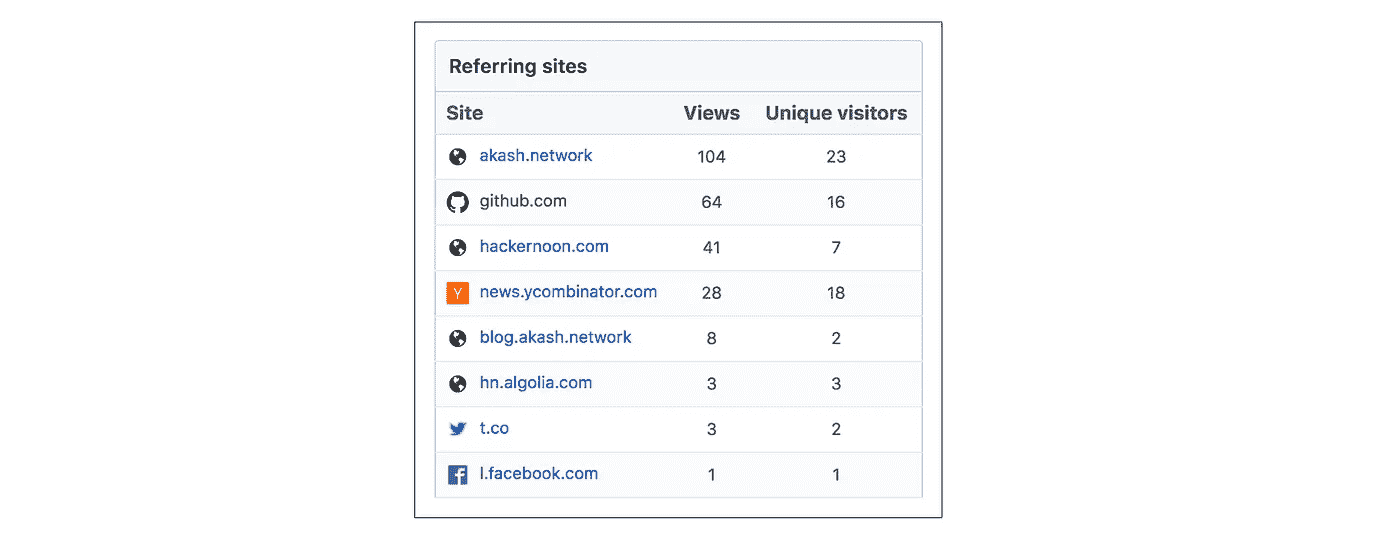 Referring sites
Site Views Unique visitors
akash.network 104 23
github.com 64 16
hackernoon.com 41 7
Y news.ycombinator.com 28 18
blog.akash.network 8 2
hn.algolia.com 3 3
t.co 3 2
l.facebook.com 1 1